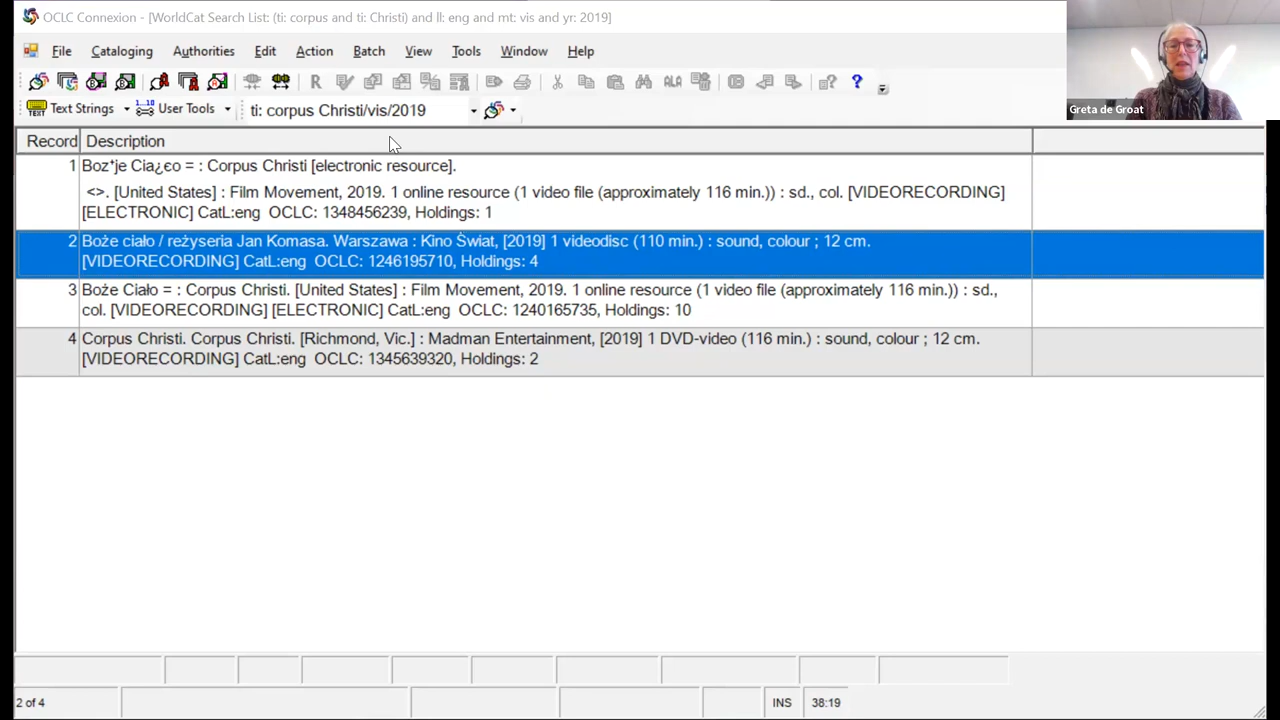 OCLC Connexion - [WorldCat Search List: (ti: corpus and ti: Christi) and ll: eng and mt: vis and yr: 2019]
File Cataloging Authorities Edit Action Batch View Tools Window Help
R ALA ?
Text Strings User Tools ti: corpus Christi/vis/2019
Greta de Groat
Record Description
1 Boz*je Cia¿єo = : Corpus Christi [electronic resource].
<>. [United States] : Film Movement, 2019. 1 online resource (1 video file (approximately 116 min.)) : sd., col. [VIDEORECORDING]
[ELECTRONIC] CatL:eng OCLC: 1348456239, Holdings: 1
2 Boże ciało / reżyseria Jan Komasa. Warszawa : Kino Świat, [2019] 1 videodisc (110 min.) : sound, colour ; 12 cm.
[VIDEORECORDING] CatL:eng OCLC: 1246195710, Holdings: 4
3 Boże Ciało = : Corpus Christi. [United States] : Film Movement, 2019. 1 online resource (1 video file (approximately 116 min.)) : sd.,
col. [VIDEORECORDING] [ELECTRONIC] CatL:eng OCLC: 1240165735, Holdings: 10
4 Corpus Christi. Corpus Christi. [Richmond, Vic.] : Madman Entertainment, [2019] 1 DVD-video (116 min.) : sound, colour ; 12 cm.
[VIDEORECORDING] CatL:eng OCLC: 1345639320, Holdings: 2
2 of 4 INS 38:19